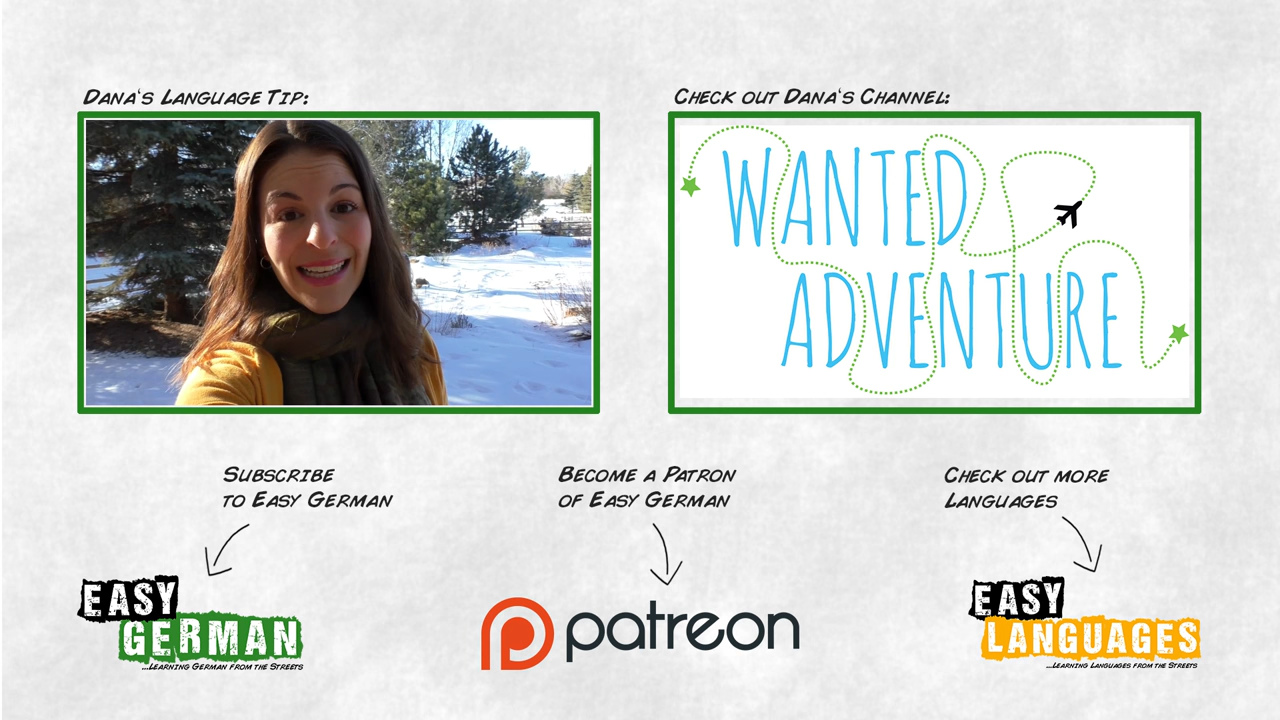 Dana's Language Tip:
Check out Dana's Channel:
WANTED
ADVENTURE
Subscribe
to Easy German
Become a Patron
of Easy German
Check out more
Languages
EASY
GERMAN
...Learning German from the Streets
patreon
EASY
LANGUAGES
...Learning Languages from the Streets